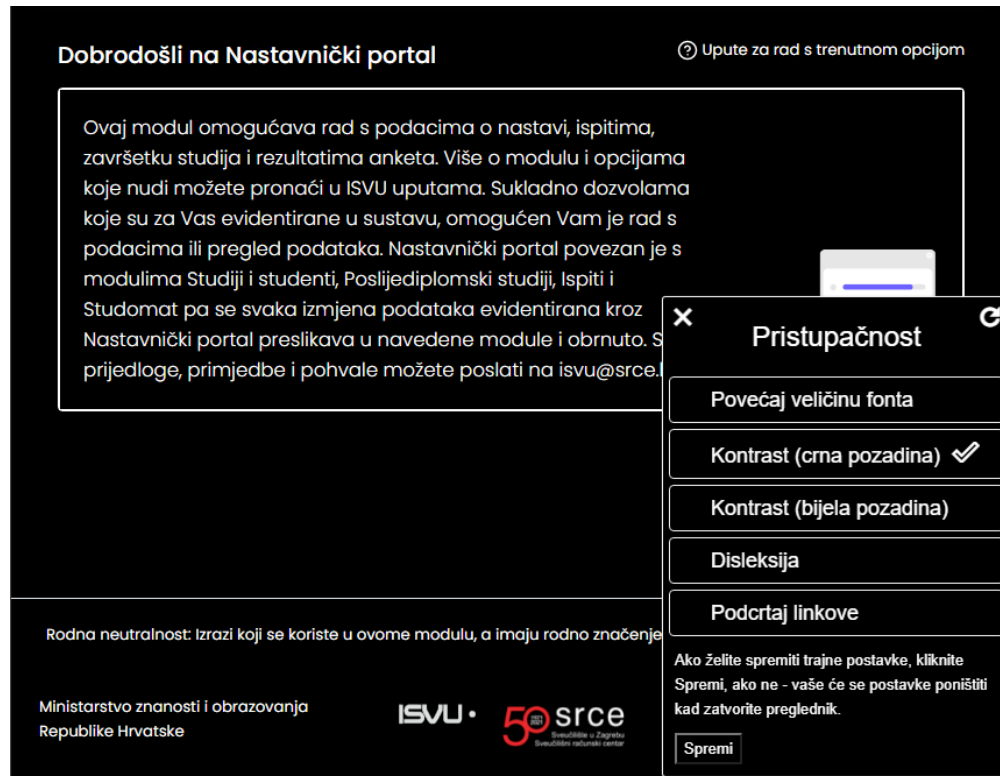 Dobrodošli na Nastavnički portal
Upute za rad s trenutnom opcijom
Ovaj modul omogućava rad s podacima o nastavi, ispitima,
završetku studija i rezultatima anketa. Više o modulu i opcijama
koje nudi možete pronaći u ISVU uputama. Sukladno dozvolama
koje su za Vas evidentirane u sustavu, omogućen Vam je rad s
podacima ili pregled podataka. Nastavnički portal povezan je s
modulima Studiji i studenti, Poslijediplomski studiji, Ispiti i
Studomat pa se svaka izmjena podataka evidentirana kroz
Nastavnički portal preslikava u navedene module i obrnuto. S
prijedloge, primjedbe i pohvale možete poslati na isvu@srce.
Pristupačnost
Povećaj veličinu fonta
Kontrast (crna pozadina)
Kontrast (bijela pozadina)
Disleksija
Podcrtaj linkove
Ako želite spremiti trajne postavke, kliknite
Spremi, ako ne - vaše će se postavke poništiti
kad zatvorite preglednik.
Spremi
Rodna neutralnost: Izrazi koji se koriste u ovome modulu, a imaju rodno značenje
Ministarstvo znanosti i obrazovanja
Republike Hrvatske
ISVU
50 srce
1971
2021
Sveučilište u Zagrebu
Sveučilišni računski centar